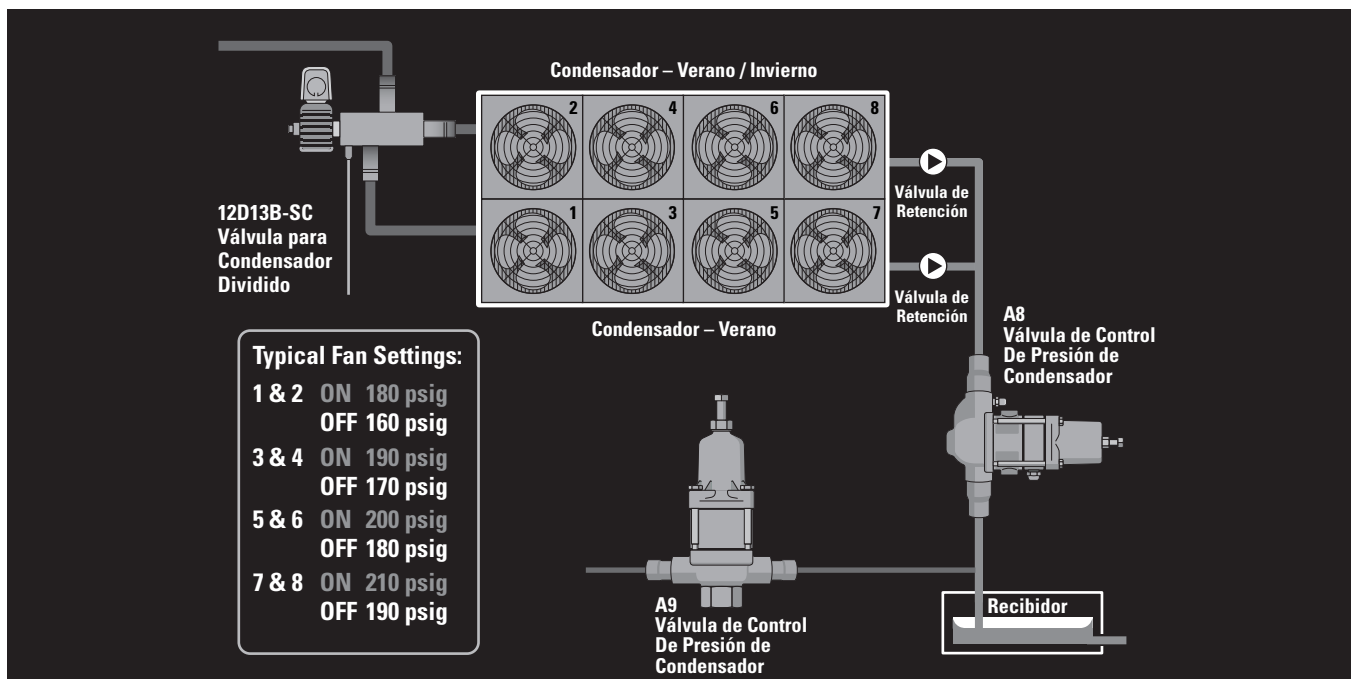 Condensador – Verano / Invierno
2
4
6
8
1
3
5
7
12D13B-SC
Válvula para
Condensador
Dividido
Válvula de
Retención
Válvula de
Retención
Condensador – Verano
A8
Válvula de Control
De Presión de
Condensador
Typical Fan Settings:
1 & 2 ON 180 psig
OFF 160 psig
3 & 4 ON 190 psig
OFF 170 psig
5 & 6 ON 200 psig
OFF 180 psig
7 & 8 ON 210 psig
OFF 190 psig
A9
Válvula de Control
De Presión de
Condensador
Recibidor